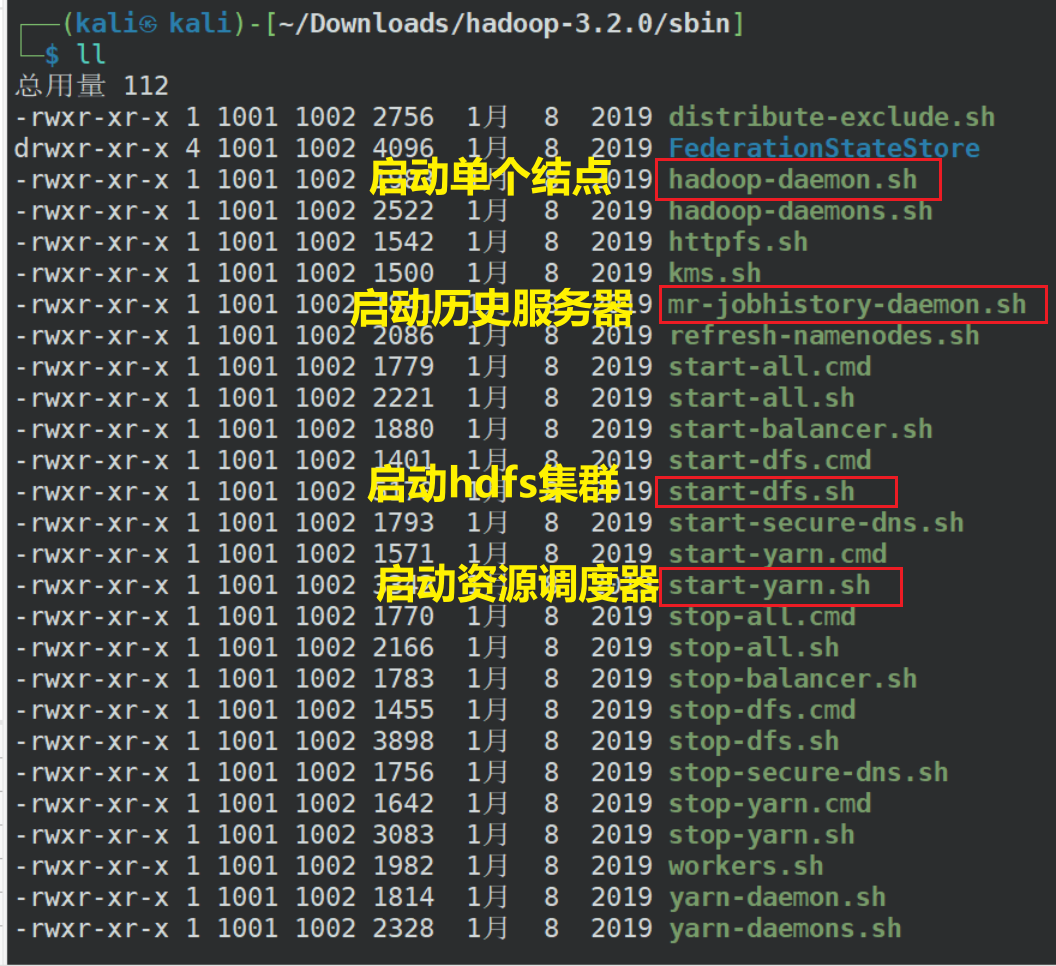 ┌──(kali㉿kali)-[~/Downloads/hadoop-3.2.0/sbin]
└─$ ll
总用量 112
-rwxr-xr-x 1 1001 1002 2756 1月 8 2019 distribute-exclude.sh
drwxr-xr-x 4 1001 1002 4096 1月 8 2019 FederationStateStore
-rwxr-xr-x 1 1001 1002 启动单个结点 2019 hadoop-daemon.sh
-rwxr-xr-x 1 1001 1002 2522 1月 8 2019 hadoop-daemons.sh
-rwxr-xr-x 1 1001 1002 1542 1月 8 2019 httpfs.sh
-rwxr-xr-x 1 1001 1002 1500 1月 8 2019 kms.sh
-rwxr-xr-x 1 1001 1002 启动历史服务器 2019 mr-jobhistory-daemon.sh
-rwxr-xr-x 1 1001 1002 2086 1月 8 2019 refresh-namenodes.sh
-rwxr-xr-x 1 1001 1002 1779 1月 8 2019 start-all.cmd
-rwxr-xr-x 1 1001 1002 2221 1月 8 2019 start-all.sh
-rwxr-xr-x 1 1001 1002 1880 1月 8 2019 start-balancer.sh
-rwxr-xr-x 1 1001 1002 1401 1月 8 2019 start-dfs.cmd
-rwxr-xr-x 1 1001 1002 启动hdfs集群 2019 start-dfs.sh
-rwxr-xr-x 1 1001 1002 1793 1月 8 2019 start-secure-dns.sh
-rwxr-xr-x 1 1001 1002 1571 1月 8 2019 start-yarn.cmd
-rwxr-xr-x 1 1001 1002 启动资源调度器 start-yarn.sh
-rwxr-xr-x 1 1001 1002 1770 1月 8 2019 stop-all.cmd
-rwxr-xr-x 1 1001 1002 2166 1月 8 2019 stop-all.sh
-rwxr-xr-x 1 1001 1002 1783 1月 8 2019 stop-balancer.sh
-rwxr-xr-x 1 1001 1002 1455 1月 8 2019 stop-dfs.cmd
-rwxr-xr-x 1 1001 1002 3898 1月 8 2019 stop-dfs.sh
-rwxr-xr-x 1 1001 1002 1756 1月 8 2019 stop-secure-dns.sh
-rwxr-xr-x 1 1001 1002 1642 1月 8 2019 stop-yarn.cmd
-rwxr-xr-x 1 1001 1002 3083 1月 8 2019 stop-yarn.sh
-rwxr-xr-x 1 1001 1002 1982 1月 8 2019 workers.sh
-rwxr-xr-x 1 1001 1002 1814 1月 8 2019 yarn-daemon.sh
-rwxr-xr-x 1 1001 1002 2328 1月 8 2019 yarn-daemons.sh